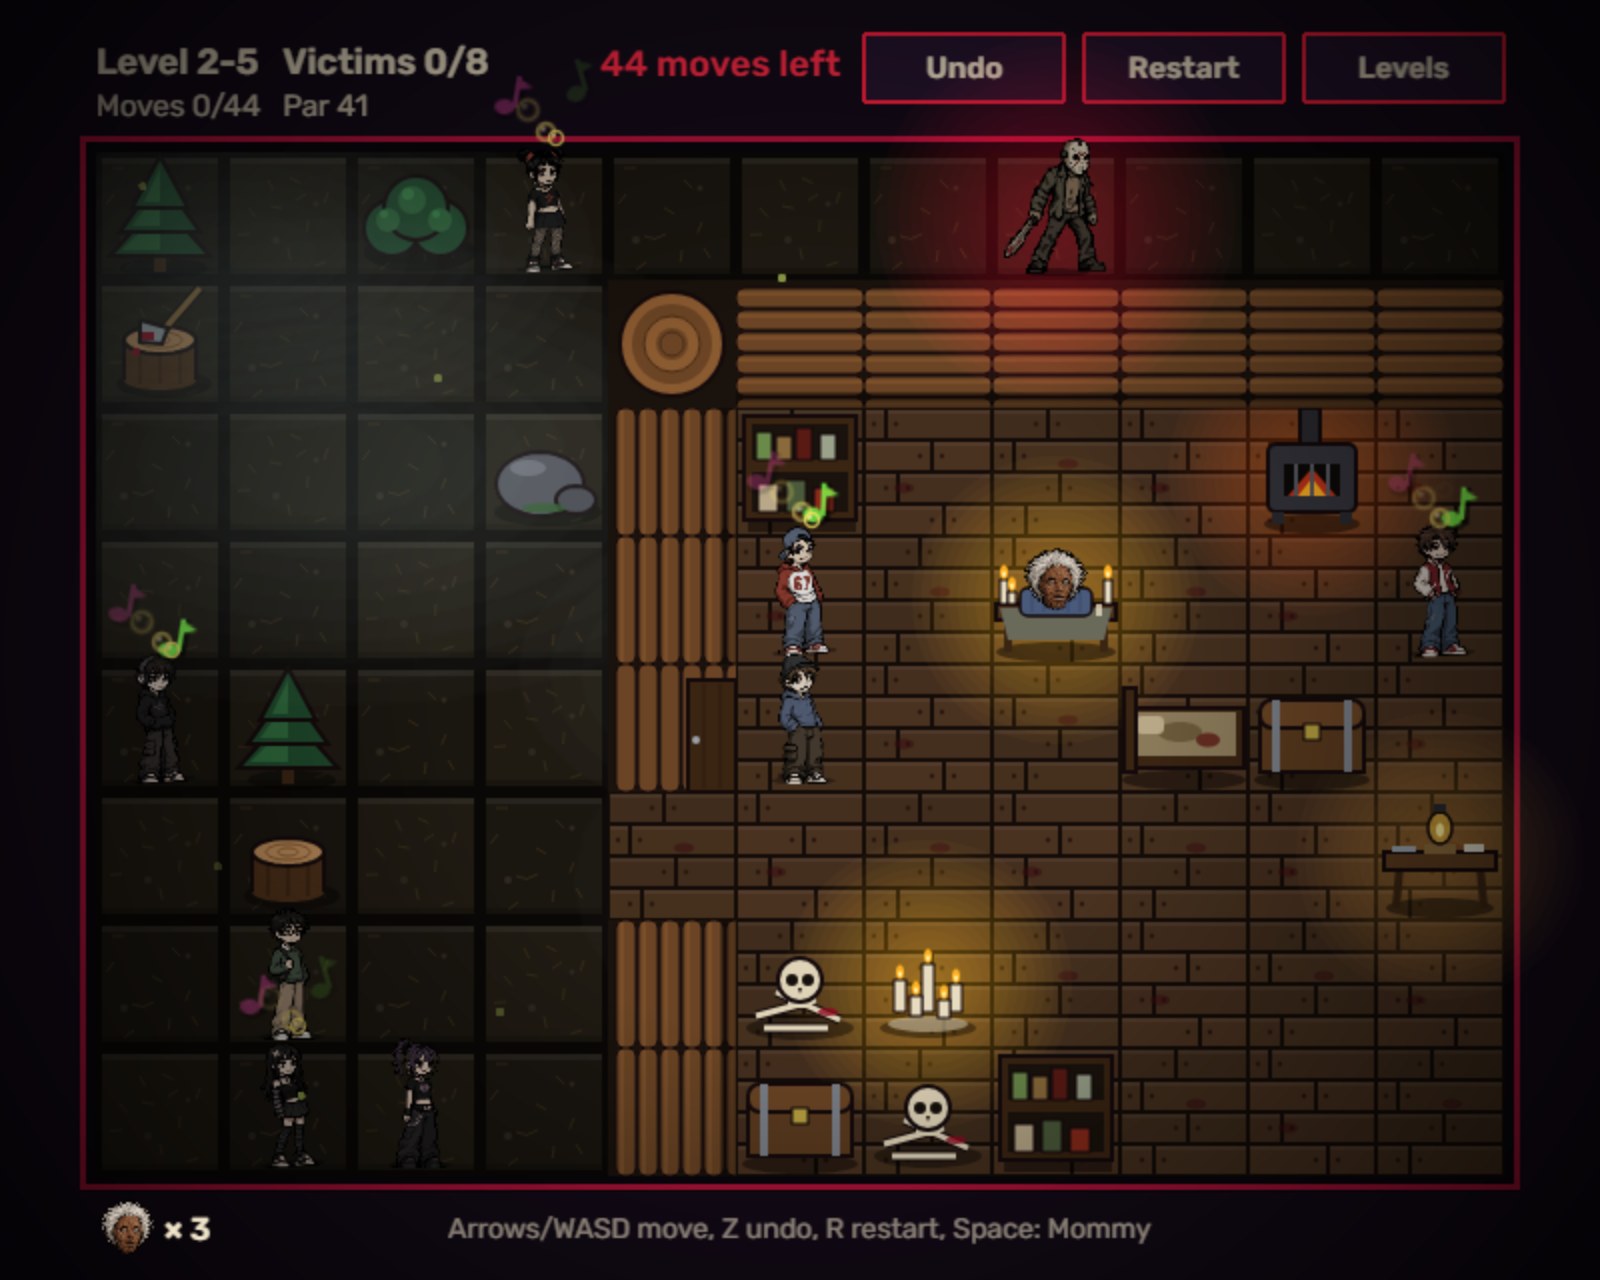 Level 2-5 Victims 0/8
44 moves left
Undo
Restart
Levels
Moves 0/44 Par 41
67
× 3
Arrows/WASD move, Z undo, R restart, Space: Mommy